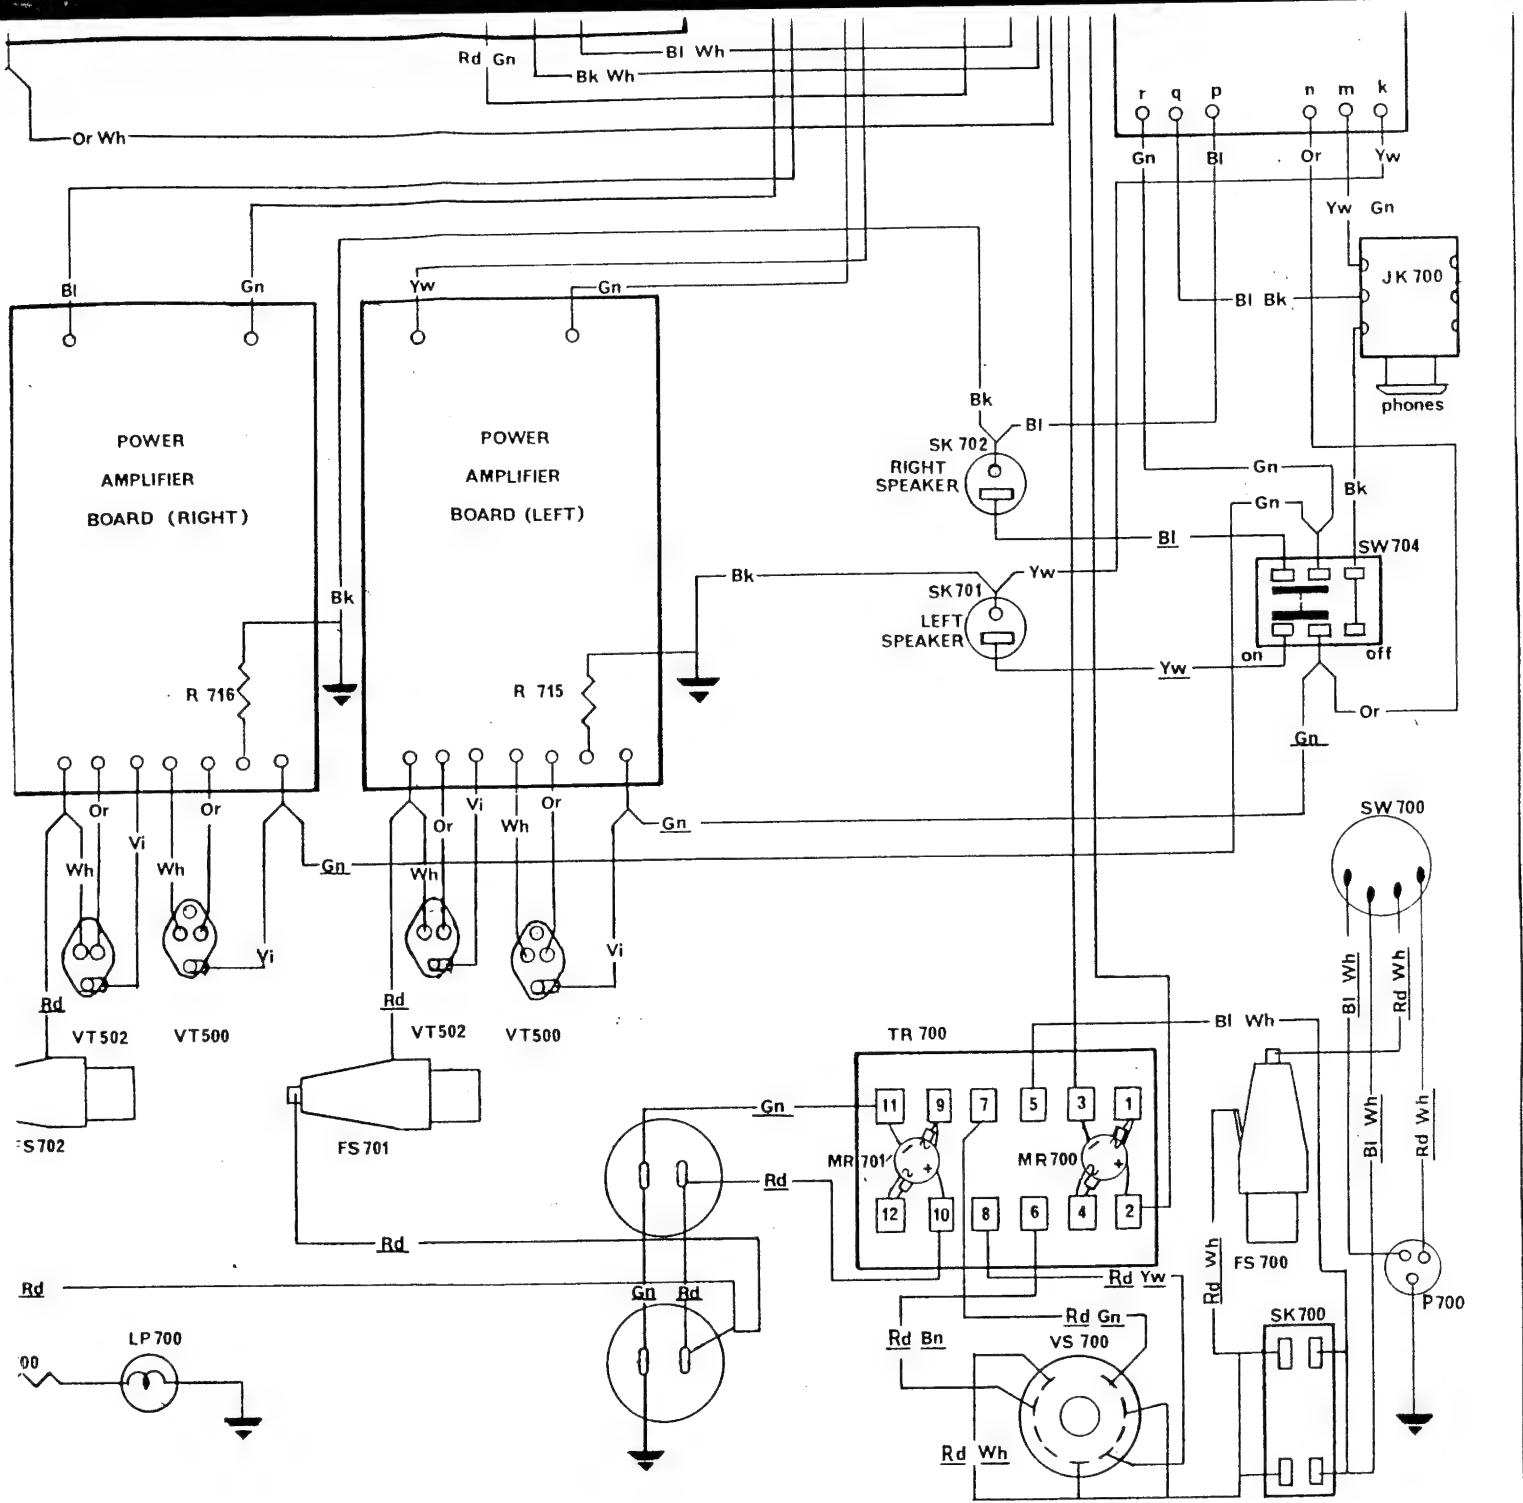 Rd Gn
Bl Wh
Bk Wh
Or Wh
r q p n m k
Gn Bl Or Yw
Yw Gn
JK 700
Bl Bk
phones
Bl Gn Yw Gn
POWER
AMPLIFIER
BOARD (RIGHT)
POWER
AMPLIFIER
BOARD (LEFT)
Bk
Bl
SK 702
RIGHT
SPEAKER
Gn
Gn
Bk
Bl
SW 704
Bk
Bk
Yw
SK 701
LEFT
SPEAKER
on
off
Yw
R 716
R 715
Or
Gn
Or Or Vi Or
Vi Wh
Or
Gn
Wh Wh
Gn
Wh
SW 700
Vi
Vi
Rd
Rd
Bl Wh
Rd Wh
VT502 VT500 VT502 VT500
TR 700
Bl Wh
S702
FS701
Gn
11 9 7 5 3 1
MR 701
MR 700
Bl Wh
Rd Wh
Rd
12 10 8 6 4 2
Rd
Rd
Gn Rd
Rd Yw
Rd Wh
FS 700
P700
Rd Gn
SK 700
Rd Bn
VS 700
00
LP 700
Rd Wh